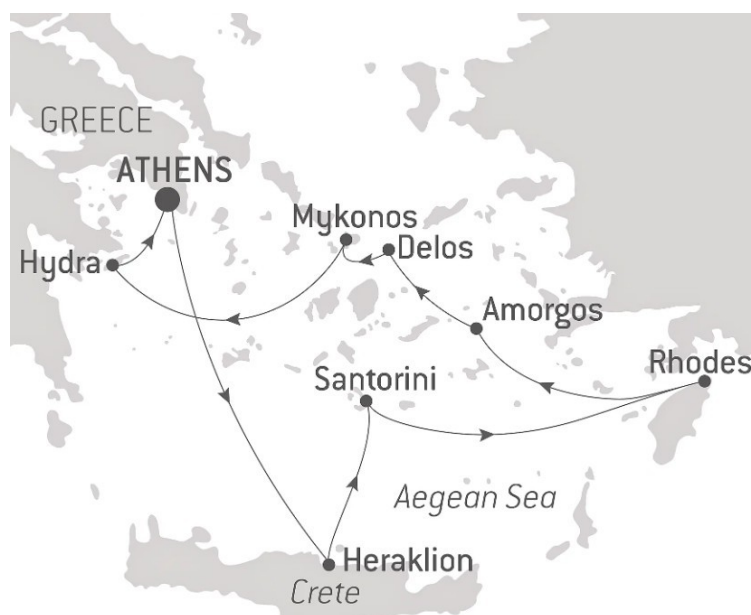 GREECE
ATHENS
Mykonos
Delos
Hydra
Amorgos
Rhodes
Santorini
Aegean Sea
Heraklion
Crete